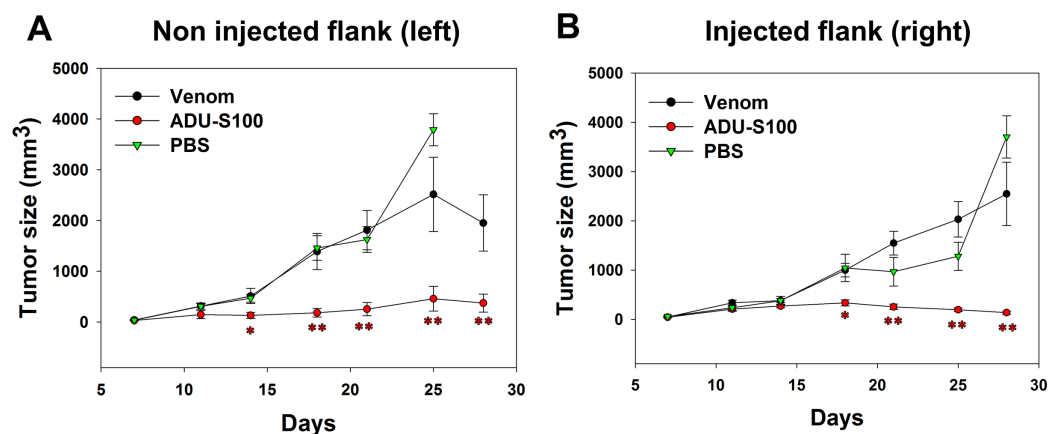 A Non injected flank (left)
5000
4000
3000
2000
1000
0
Tumor size (mm3)
Venom
ADU-S100
PBS
* ** ** ** **
5 10 15 20 25 30
Days
B Injected flank (right)
5000
4000
3000
2000
1000
0
Tumor size (mm3)
Venom
ADU-S100
PBS
* ** ** **
5 10 15 20 25 30
Days